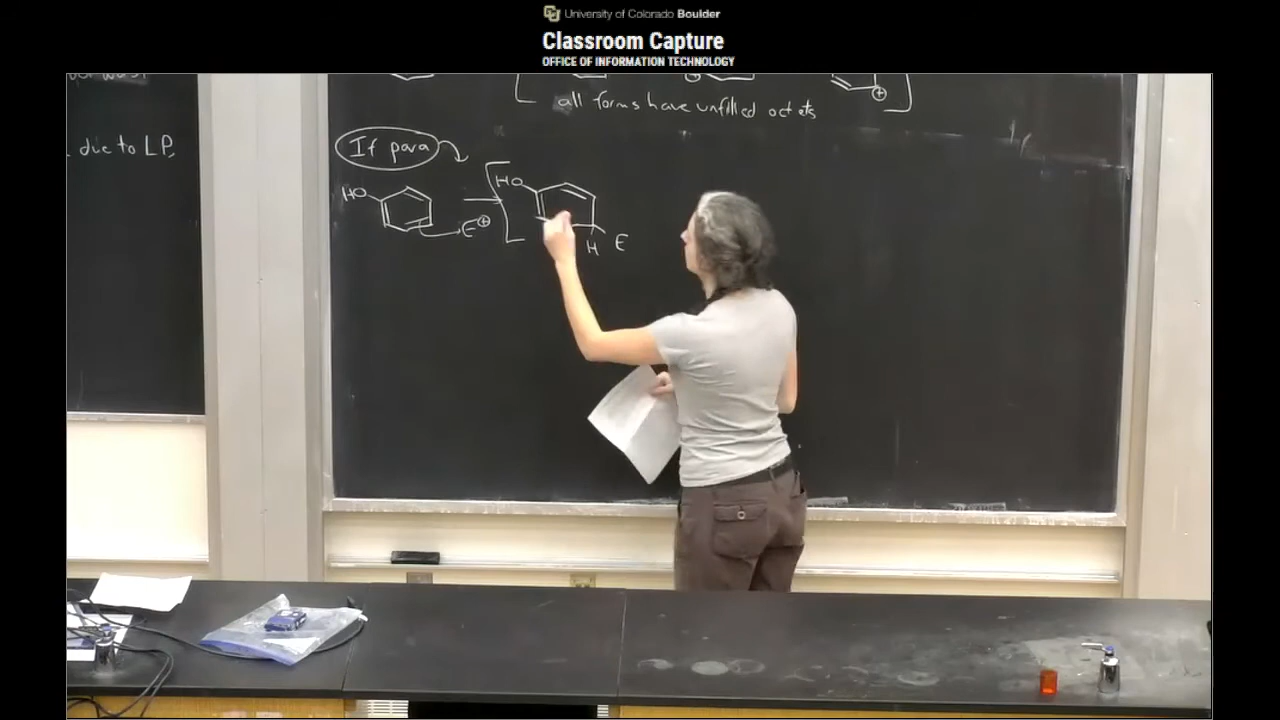 University of Colorado Boulder
Classroom Capture
OFFICE OF INFORMATION TECHNOLOGY
due to LP,
⊕
⊕
all forms have unfilled octets
If para
HO
E⊕
HO
H E